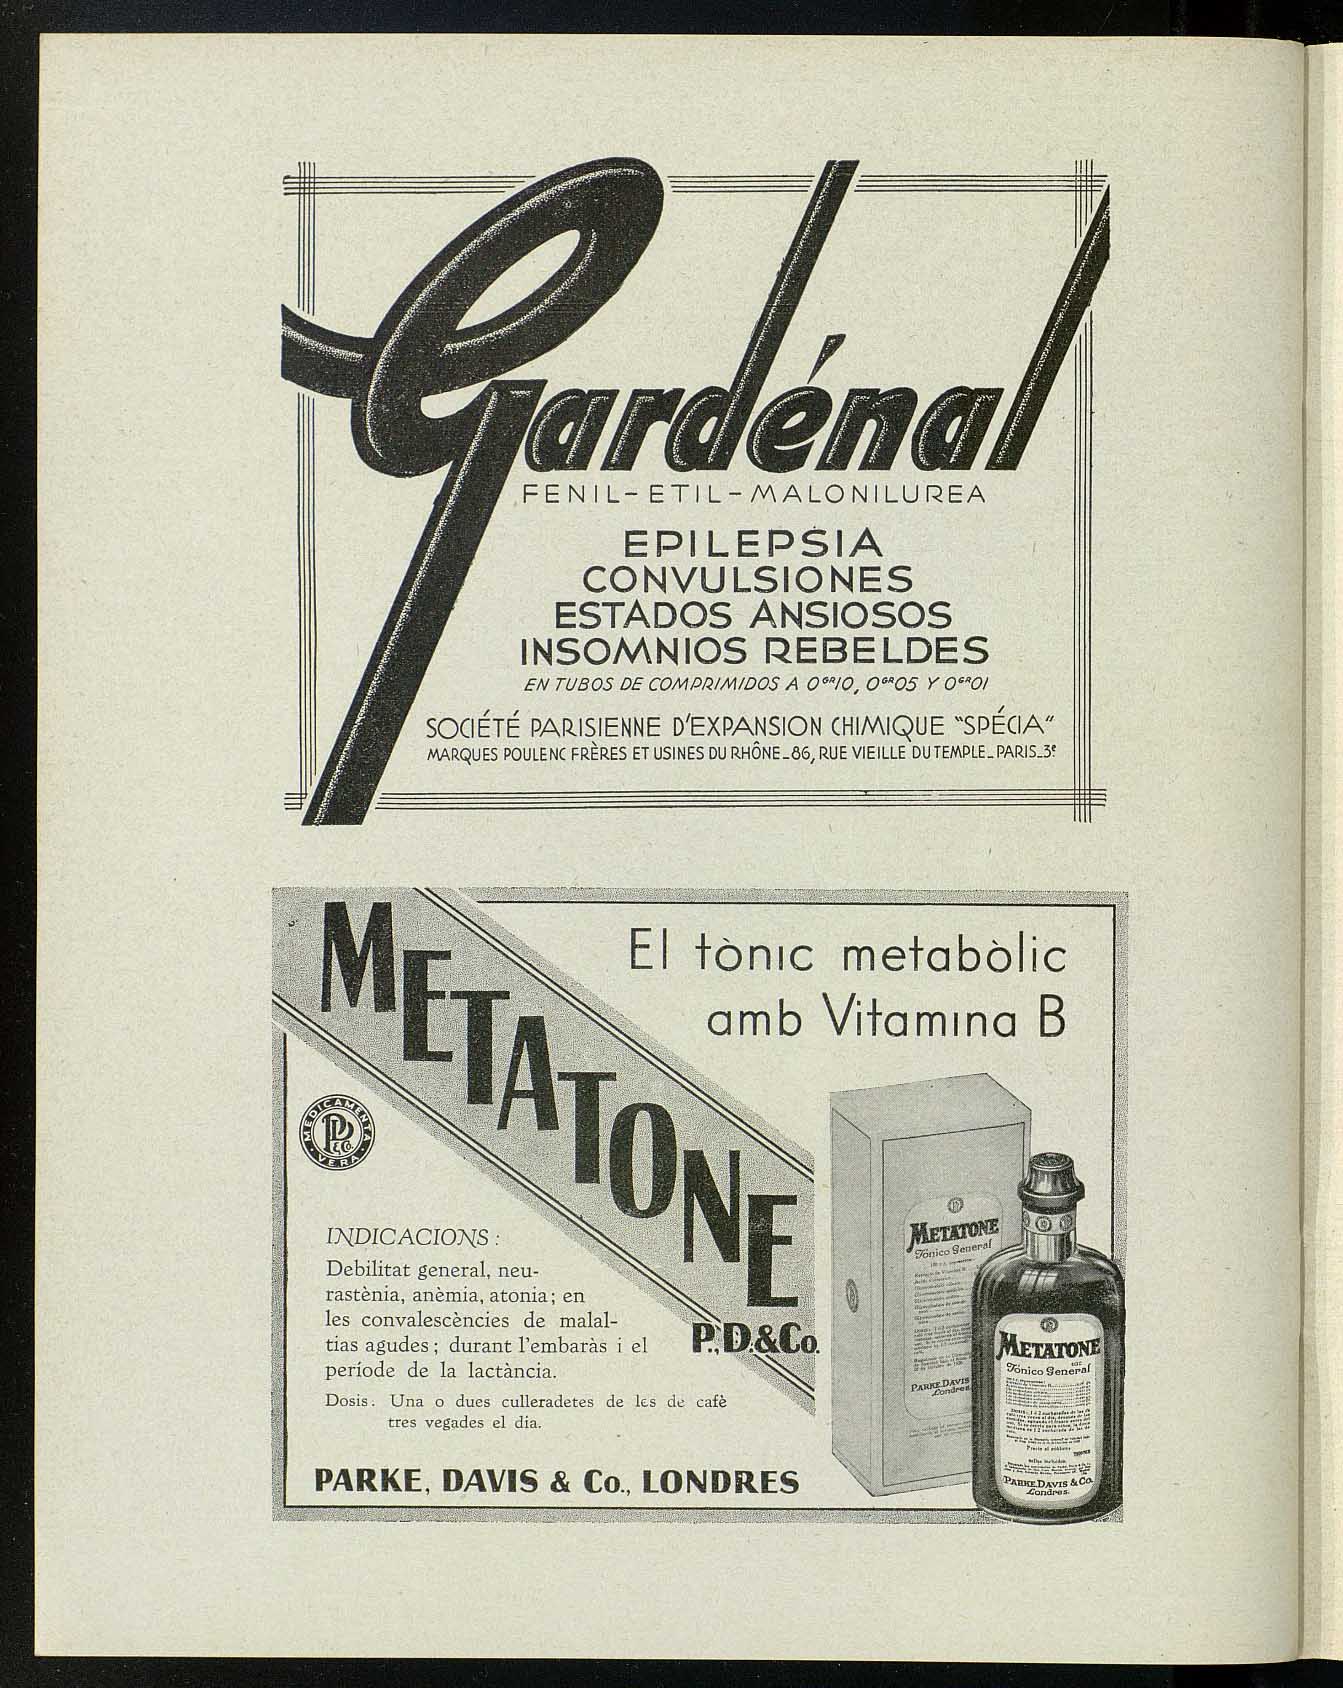 Gardénal
FENIL-ETIL-MALONILUREA
EPILEPSIA
CONVULSIONES
ESTADOS ANSIOSOS
INSOMNIOS REBELDES
EN TUBOS DE COMPRIMIDOS A 0GR10, 0GR05 Y 0GR01
SOCIÉTÉ PARISIENNE D'EXPANSION CHIMIQUE "SPÉCIA"
MARQUES POULENC FRÈRES ET USINES DU RHÔNE_86, RUE VIEILLE DU TEMPLE_PARIS_3e
METATONE
P., D. & Co.
El tònic metabòlic
amb Vitamina B
MEDICAMENTA VERA
P D & Co.
INDICACIONS :
Debilitat general, neu-
rastènia, anèmia, atonia ; en
les convalescències de malal-
tias agudes ; durant l'embaràs i el
període de la lactància.
Dosis. Una o dues culleradetes de les de cafè
tres vegades el dia.
PARKE, DAVIS & Co., LONDRES
METATONE
Tónico General
PARKE, DAVIS
Londres
METATONE
Tónico General
PARKE, DAVIS & Co.
Londres.